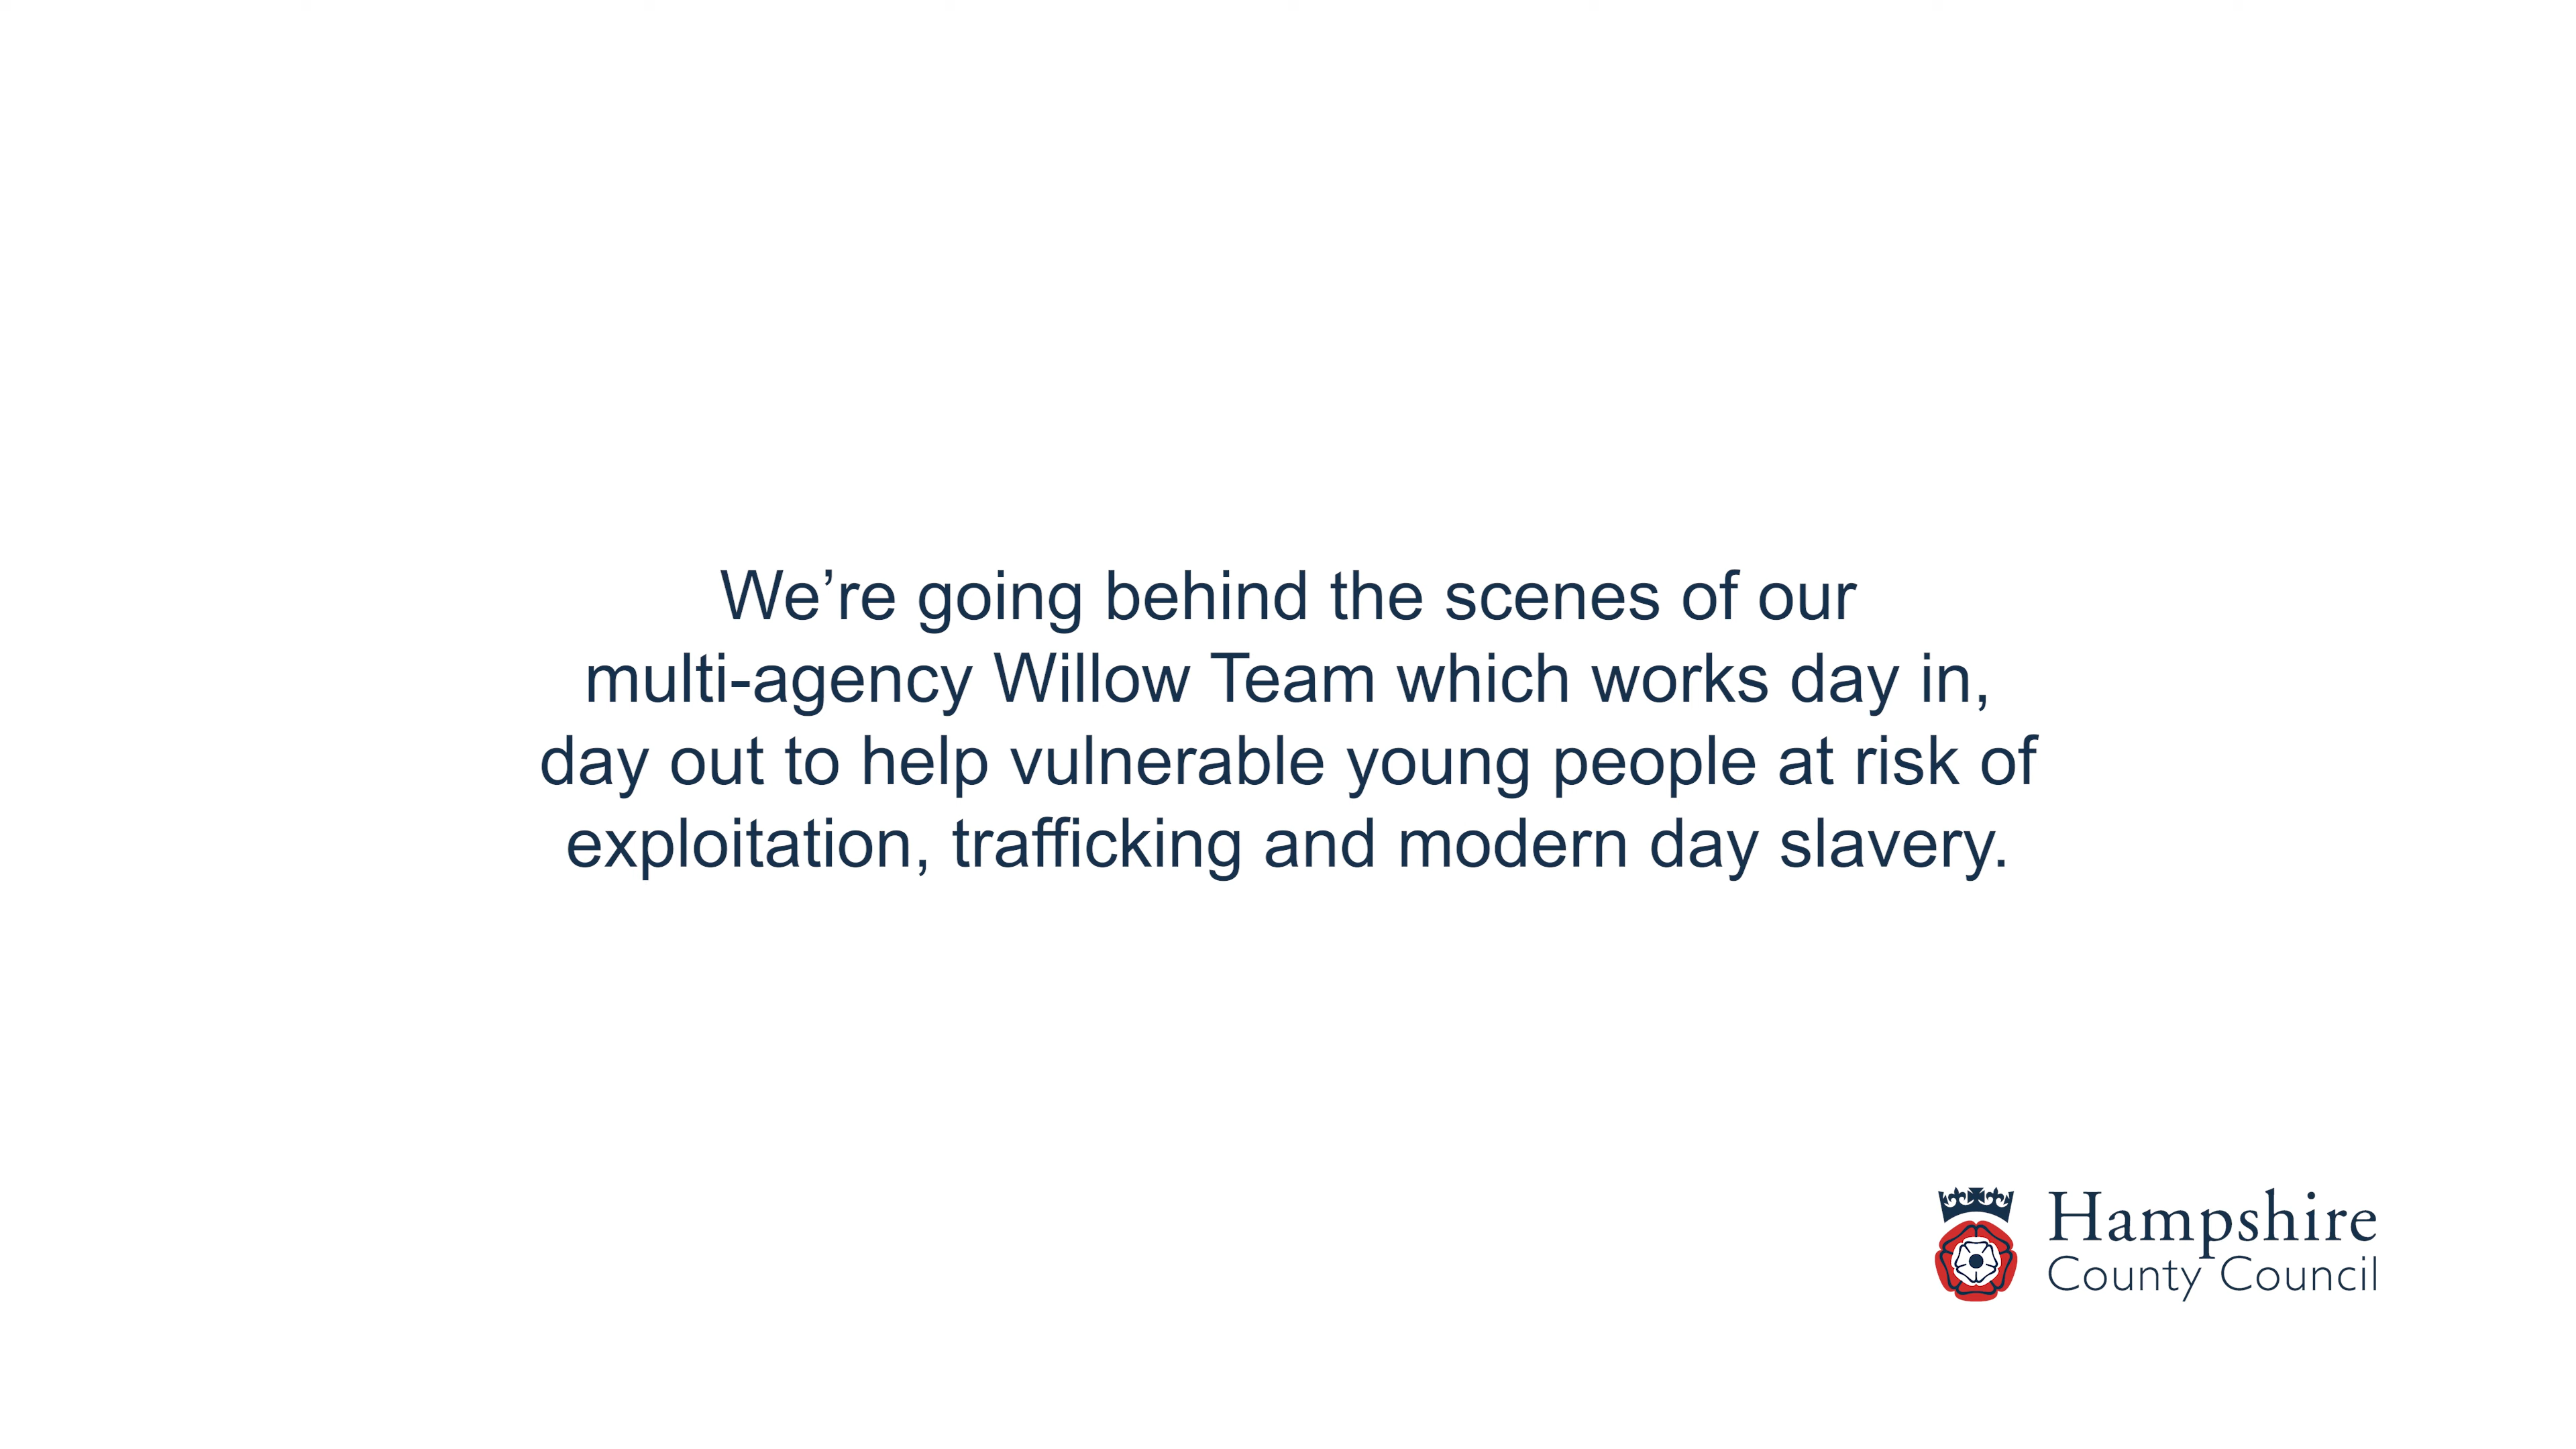 We’re going behind the scenes of our
multi-agency Willow Team which works day in,
day out to help vulnerable young people at risk of
exploitation, trafficking and modern day slavery.
Hampshire
County Council